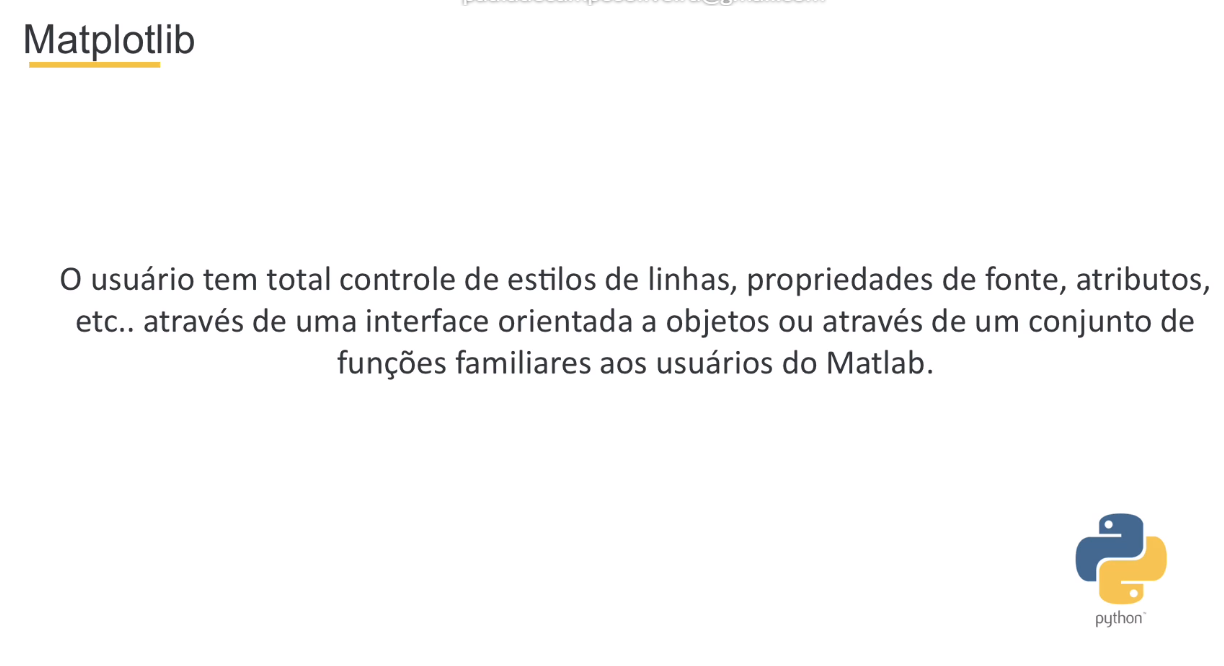 Matplotlib
O usuário tem total controle de estilos de linhas, propriedades de fonte, atributos,
etc.. através de uma interface orientada a objetos ou através de um conjunto de
funções familiares aos usuários do Matlab.
python™